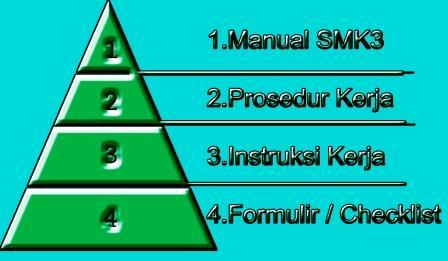 1
1.Manual SMK3
2
2.Prosedur Kerja
3
3.Instruksi Kerja
4
4.Formulir / Checklist